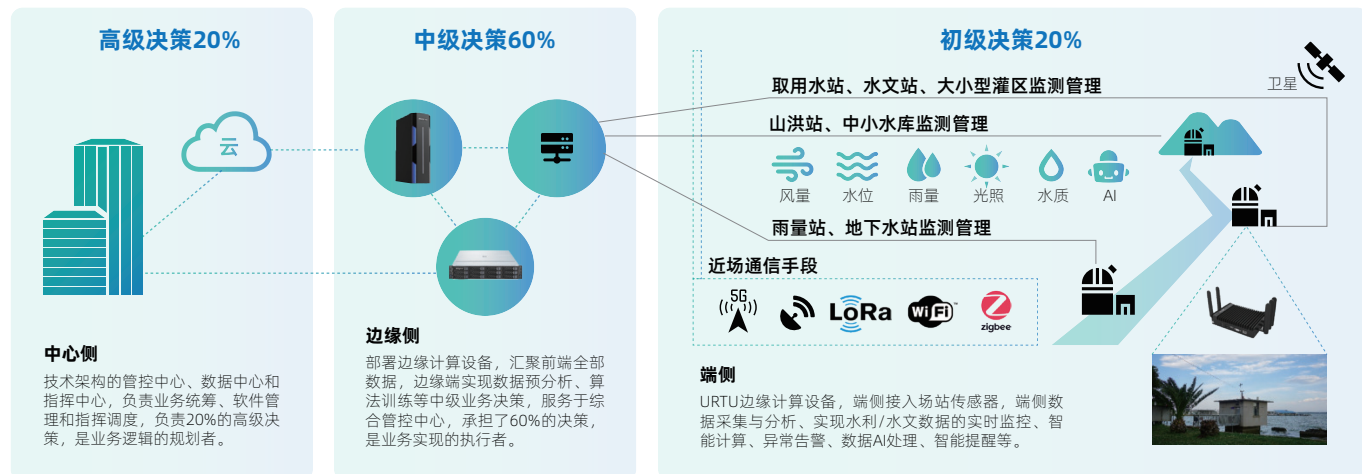 高级决策20%
云
中心侧
技术架构的管控中心、数据中心和
指挥中心，负责业务统筹、软件管
理和指挥调度，负责20%的高级决
策，是业务逻辑的规划者。
中级决策60%
边缘侧
部署边缘计算设备，汇聚前端全部
数据，边缘端实现数据预分析、算
法训练等中级业务决策，服务于综
合管控中心，承担了60%的决策，
是业务实现的执行者。
初级决策20%
卫星
取用水站、水文站、大小型灌区监测管理
山洪站、中小水库监测管理
风量 水位 雨量 光照 水质 AI
雨量站、地下水站监测管理
近场通信手段
5G LoRa WiFi zigbee
端侧
URTU边缘计算设备，端侧接入场站传感器，端侧数
据采集与分析、实现水利/水文数据的实时监控、智
能计算、异常告警、数据AI处理、智能提醒等。